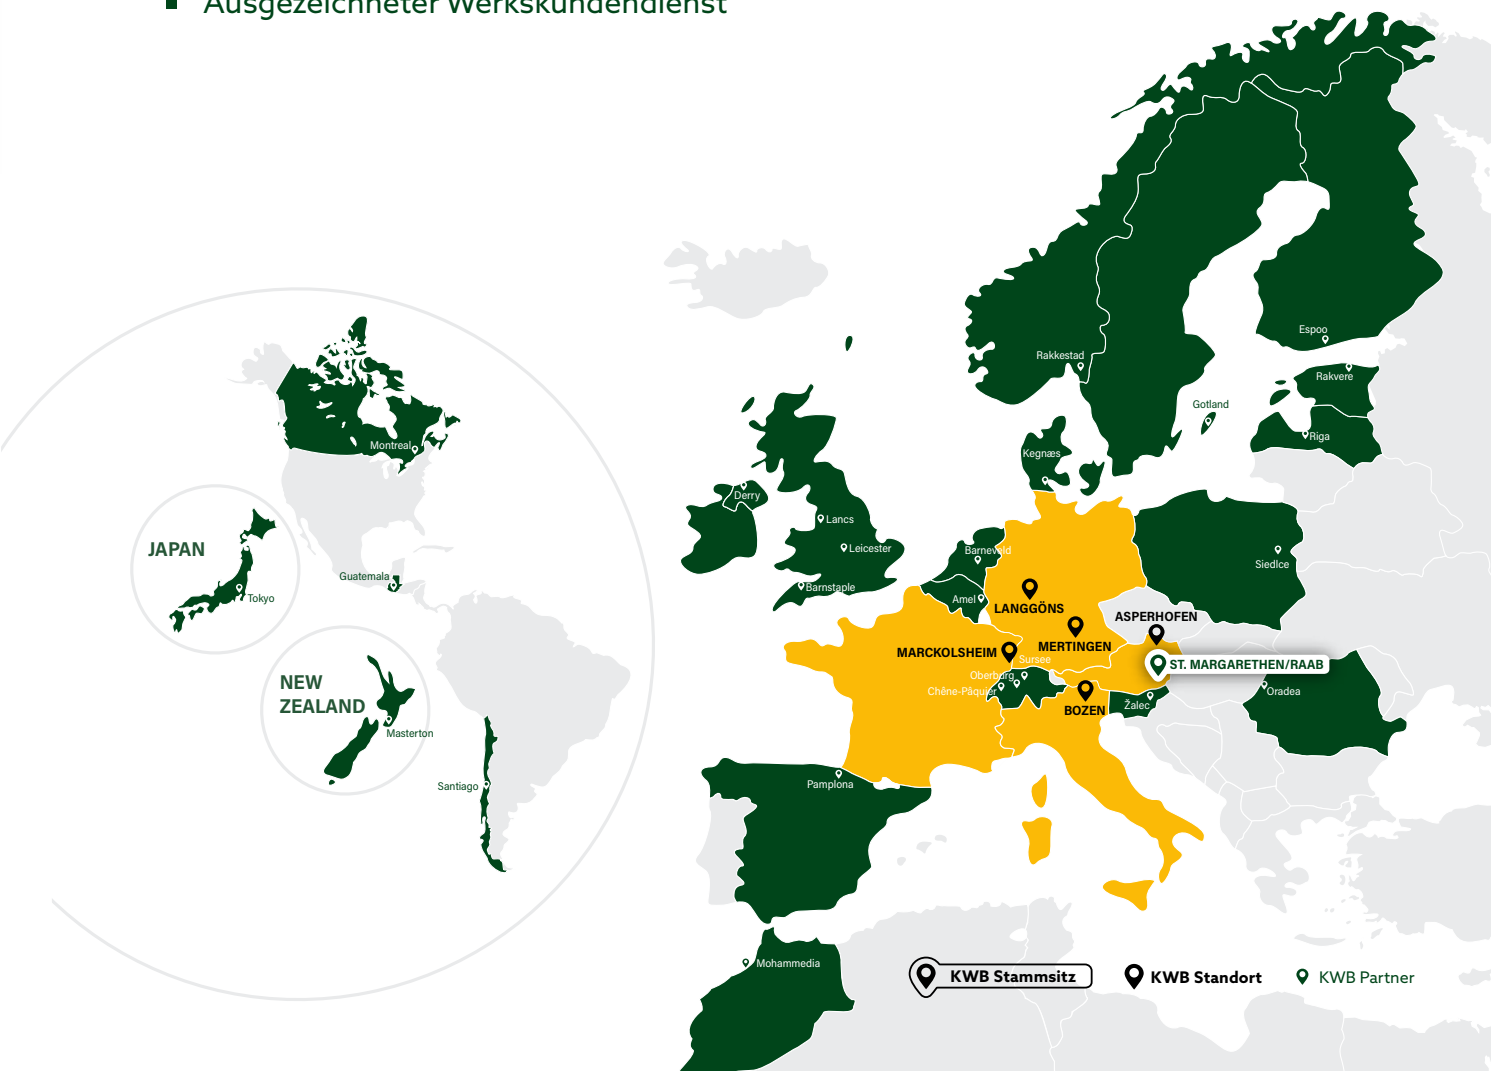 Ausgezeichneter Werkskundendienst
Espoo
Rakkestad
Rakvere
Gotland
Riga
Montreal
Kegnæs
Derry
Lancs
JAPAN
Leicester
Barneveld
Siedlce
Guatemala
Barnstaple
Tokyo
Amel
LANGGÖNS
ASPERHOFEN
MERTINGEN
MARCKOLSHEIM
Sursee
ST. MARGARETHEN/RAAB
Oberburg
NEW
ZEALAND
Chêne-Pâquier
Oradea
Žalec
BOZEN
Masterton
Santiago
Pamplona
Mohammedia
KWB Stammsitz
KWB Standort
KWB Partner